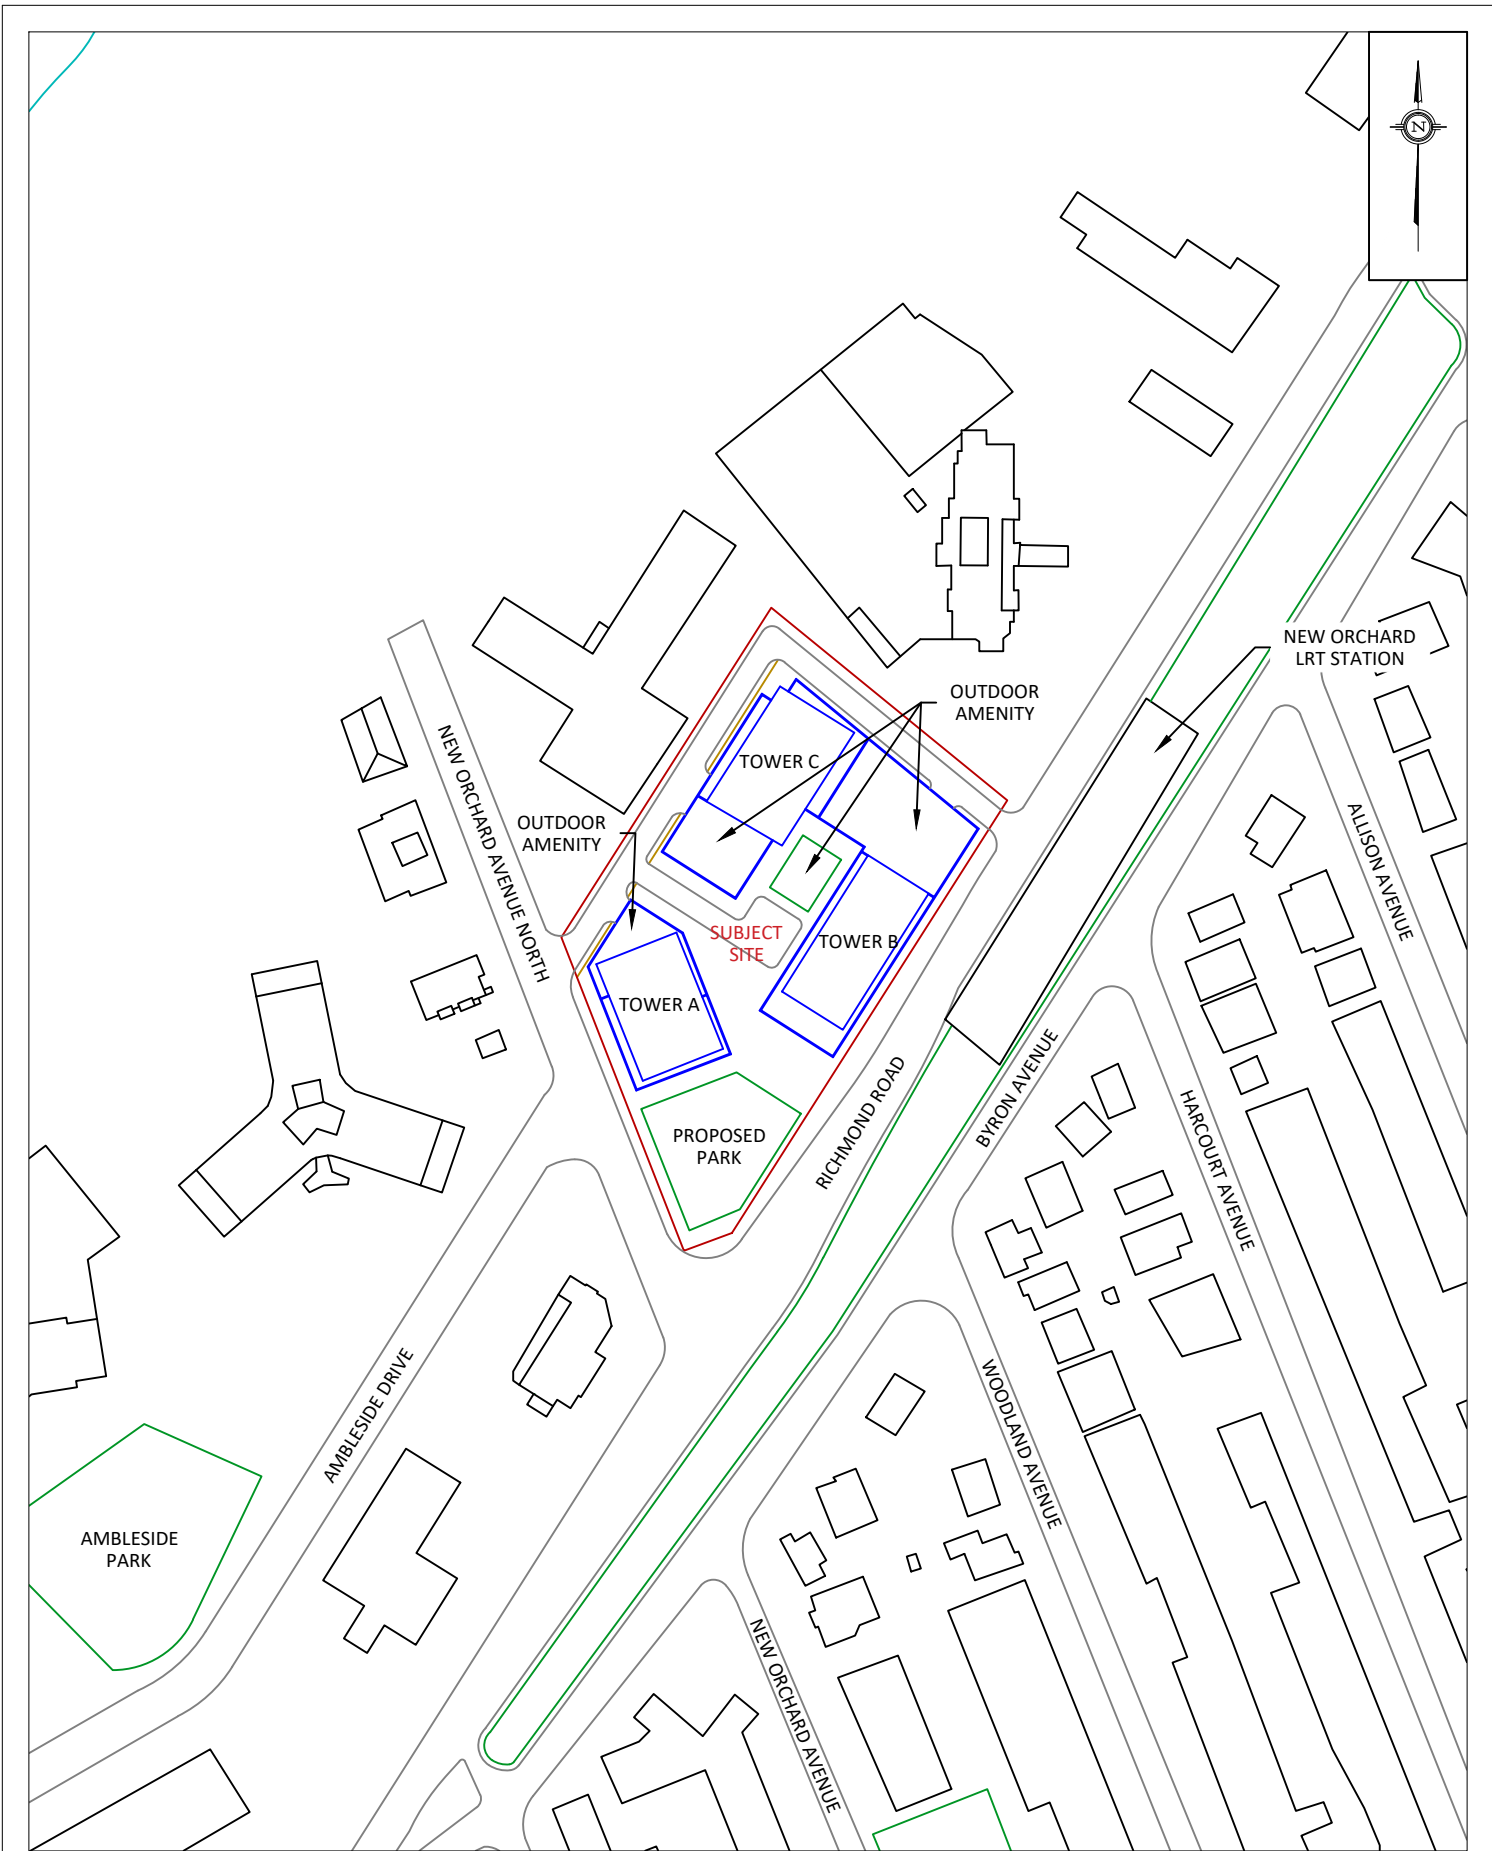 N
NEW ORCHARD
LRT STATION
OUTDOOR
AMENITY
NEW ORCHARD AVENUE NORTH
TOWER C
OUTDOOR
AMENITY
ALLISON AVENUE
SUBJECT
SITE
TOWER B
TOWER A
RICHMOND ROAD
BYRON AVENUE
PROPOSED
PARK
HARCOURT AVENUE
AMBLESIDE DRIVE
WOODLAND AVENUE
AMBLESIDE
PARK
NEW ORCHARD AVENUE